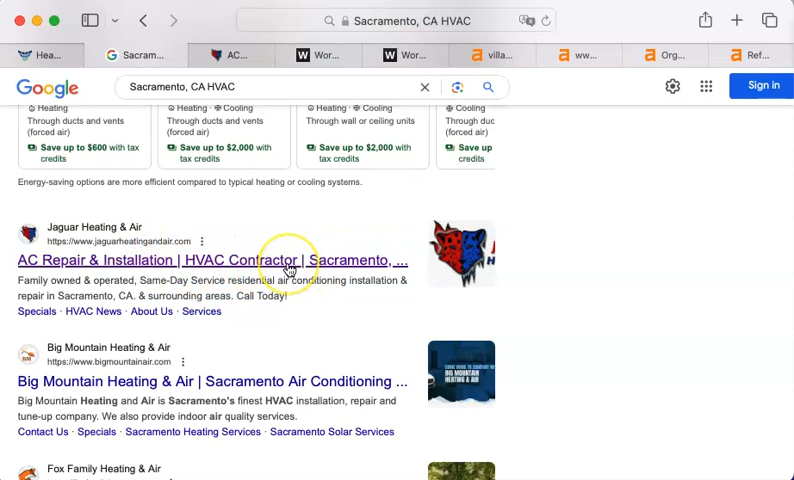 Sacramento, CA HVAC
Hea...
Sacram...
AC...
Wor...
Wor...
villa...
ww...
Org...
Ref...
Google
Sacramento, CA HVAC
Sign in
Heating
Heating · Cooling
Heating · Cooling
Cooling
Through ducts and vents
(forced air)
Through ducts and vents
(forced air)
Through wall or ceiling units
Through duc
(forced air)
Save up to $600 with tax
credits
Save up to $2,000 with
tax credits
Save up to $2,000 with
tax credits
Save up
credits
Energy-saving options are more efficient compared to typical heating or cooling systems.
Jaguar Heating & Air
https://www.jaguarheatingandair.com
AC Repair & Installation | HVAC Contractor | Sacramento, ...
Family owned & operated, Same-Day Service residential air conditioning installation &
repair in Sacramento, CA. & surrounding areas. Call Today!
Specials · HVAC News · About Us · Services
Big Mountain Heating & Air
https://www.bigmountainair.com
Big Mountain Heating & Air | Sacramento Air Conditioning ...
Big Mountain Heating and Air is Sacramento's finest HVAC installation, repair and
tune-up company. We also provide indoor air quality services.
Contact Us · Specials · Sacramento Heating Services · Sacramento Solar Services
BIG MOUNTAIN
HEATING & AIR
Fox Family Heating & Air